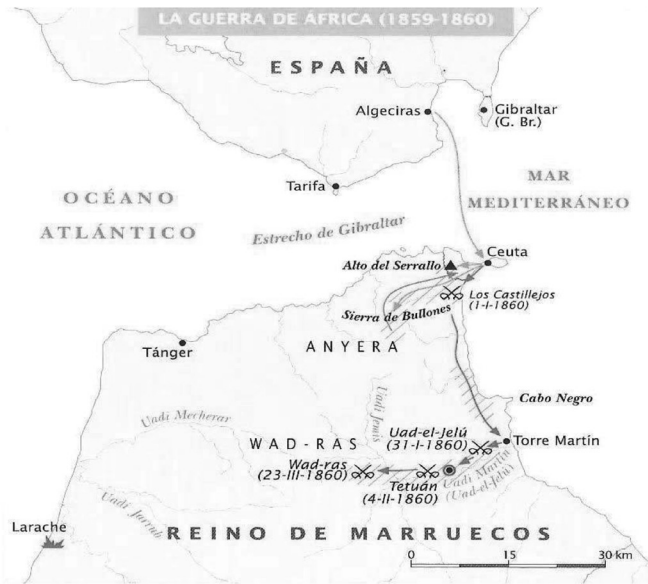 LA GUERRA DE ÁFRICA (1859-1860)
ESPAÑA
Algeciras
Gibraltar
(G. Br.)
Tarifa
OCÉANO
ATLÁNTICO
MAR
MEDITERRÁNEO
Estrecho de Gibraltar
Ceuta
Alto del Serrallo
Los Castillejos
(1-I-1860)
Sierra de Bullones
ANYERA
Tánger
Cabo Negro
Uadi Mecherar
Uadi Jemis
Uad-el-Jelú
(31-I-1860)
Torre Martín
WAD-RAS
Wad-ras
(23-III-1860)
Tetuán
(4-II-1860)
Uadi Martín
(Uad-el-Jelú)
Uadi
Larache
REINO DE MARRUECOS
0 15 30 km